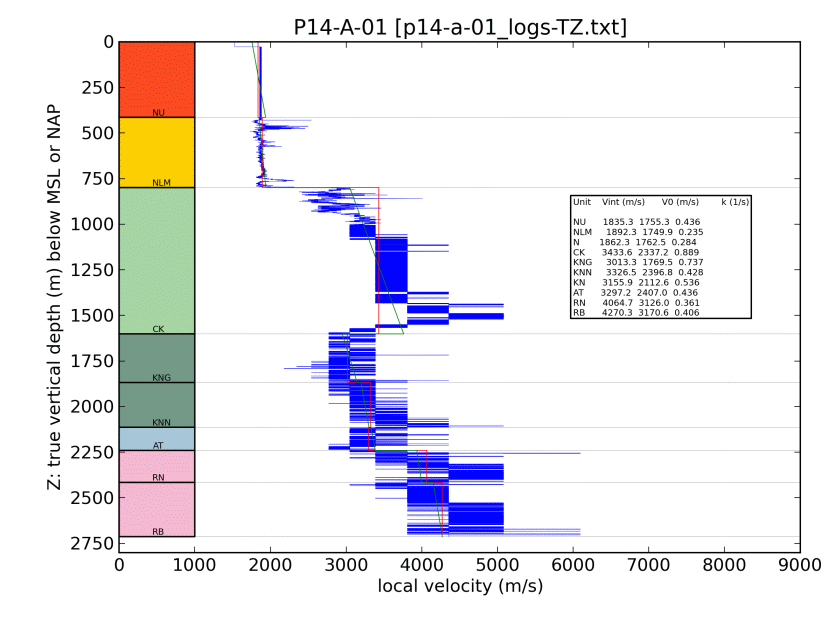 P14-A-01 [p14-a-01_logs-TZ.txt]
Z: true vertical depth (m) below MSL or NAP
0
250
500
750
1000
1250
1500
1750
2000
2250
2500
2750
NU
NLM
CK
KNG
KNN
AT
RN
RB
Unit Vint (m/s) V0 (m/s) k (1/s)
NU 1835.3 1755.3 0.436
NLM 1892.3 1749.9 0.235
N 1862.3 1762.5 0.284
CK 3433.6 2337.2 0.889
KNG 3013.3 1769.5 0.737
KNN 3326.5 2396.8 0.428
KN 3155.9 2112.6 0.536
AT 3297.2 2407.0 0.436
RN 4064.7 3126.0 0.361
RB 4270.3 3170.6 0.406
0 1000 2000 3000 4000 5000 6000 7000 8000 9000
local velocity (m/s)